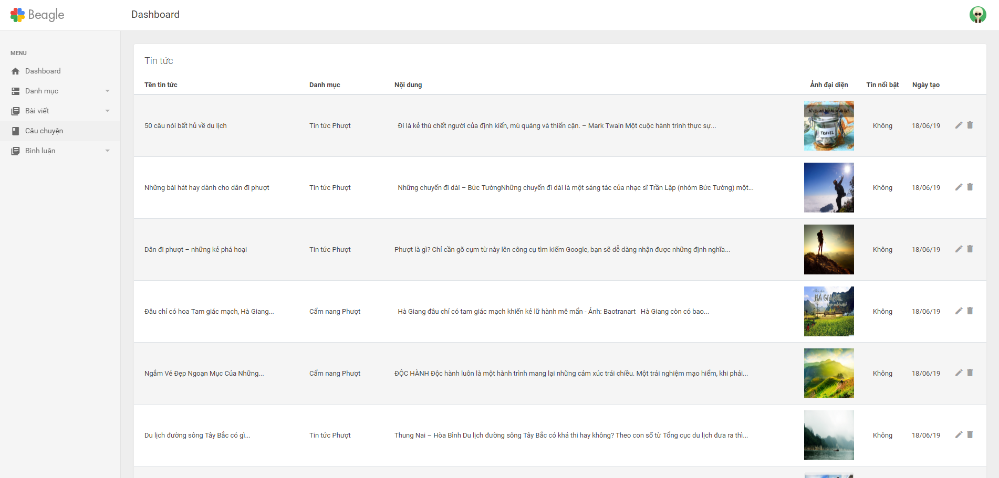 Beagle
Dashboard
MENU
Dashboard
Danh mục
Bài viết
Câu chuyện
Bình luận
Tin tức
Tên tin tức Danh mục Nội dung Ảnh đại diện Tin nổi bật Ngày tạo
50 câu nói bất hủ về du lịch Tin tức Phượt Đi là kẻ thù chết người của định kiến, mù quáng và thiển cận. – Mark Twain Một cuộc hành trình thực sự... Không 18/06/19
50 câu nói bất hủ về du lịch
TRAVEL
Những bài hát hay dành cho dân đi phượt Tin tức Phượt Những chuyến đi dài – Bức TườngNhững chuyến đi dài là một sáng tác của nhạc sĩ Trần Lập (nhóm Bức Tường) một... Không 18/06/19
Dân đi phượt – những kẻ phá hoại Tin tức Phượt Phượt là gì? Chỉ cần gõ cụm từ này lên công cụ tìm kiếm Google, bạn sẽ dễ dàng nhận được những định nghĩa... Không 18/06/19
Đâu chỉ có hoa Tam giác mạch, Hà Giang... Cẩm nang Phượt Hà Giang đâu chỉ có tam giác mạch khiến kẻ lữ hành mê mẩn - Ảnh: Baotranart Hà Giang còn có bao... Không 18/06/19
HÀ GIANG
Ngắm Vẻ Đẹp Ngoạn Mục Của Những... Cẩm nang Phượt ĐỘC HÀNH Độc hành luôn là một hành trình mang lại những cảm xúc trái chiều. Một trải nghiệm mạo hiểm, khi phải... Không 18/06/19
Du lịch đường sông Tây Bắc có gì... Tin tức Phượt Thung Nai – Hòa Bình Du lịch đường sông Tây Bắc có khả thi hay không? Theo con số từ Tổng cục du lịch đưa ra thì... Không 18/06/19